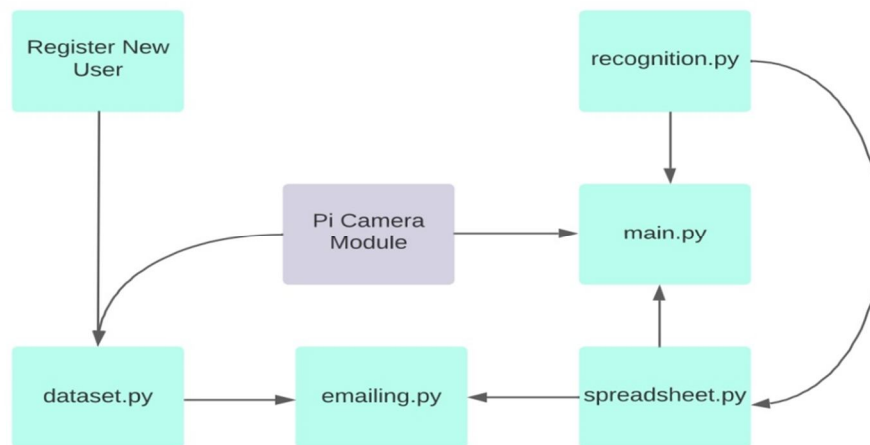 Register New
User
recognition.py
Pi Camera
Module
main.py
dataset.py
emailing.py
spreadsheet.py